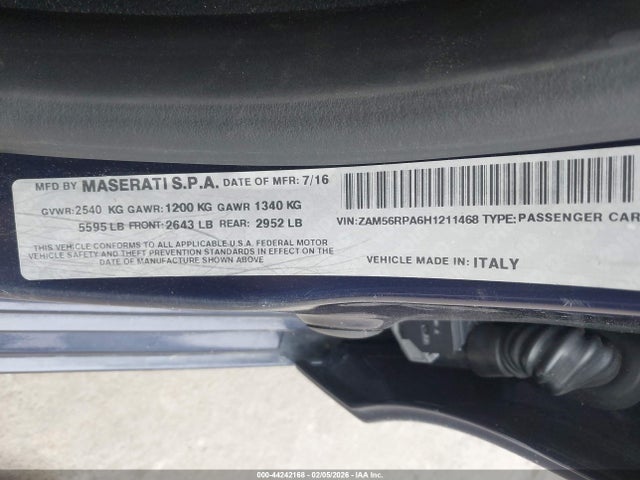 MFD BY MASERATI S.P.A. DATE OF MFR: 7/16
GVWR: 2540 KG GAWR: 1200 KG GAWR 1340 KG
5595 LB FRONT: 2643 LB REAR: 2952 LB
THIS VEHICLE CONFORMS TO ALL APPLICABLE U.S.A. FEDERAL MOTOR
VEHICLE SAFETY AND THEFT PREVENTION STANDARDS IN EFFECT ON THE
DATE OF MANUFACTURE SHOWN ABOVE.
VIN: ZAM56RPA6H1211468 TYPE: PASSENGER CAR
VEHICLE MADE IN: ITALY
000-44242168 - 02/05/2026 - IAA Inc.